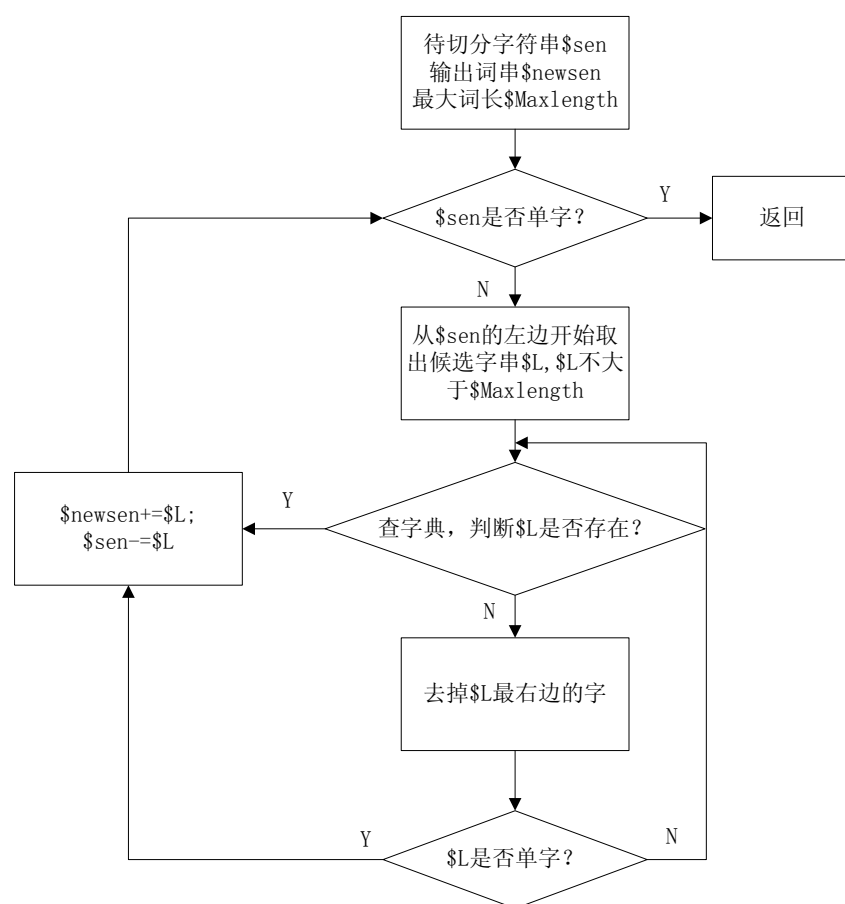 待切分字符串$sen
输出词串$newsen
最大词长$Maxlength
$sen是否单字?
Y
返回
N
从$sen的左边开始取
出候选字串$L,$L不大
于$Maxlength
$newsen+=$L;
$sen-=$L
Y
查字典，判断$L是否存在?
N
去掉$L最右边的字
Y
$L是否单字?
N